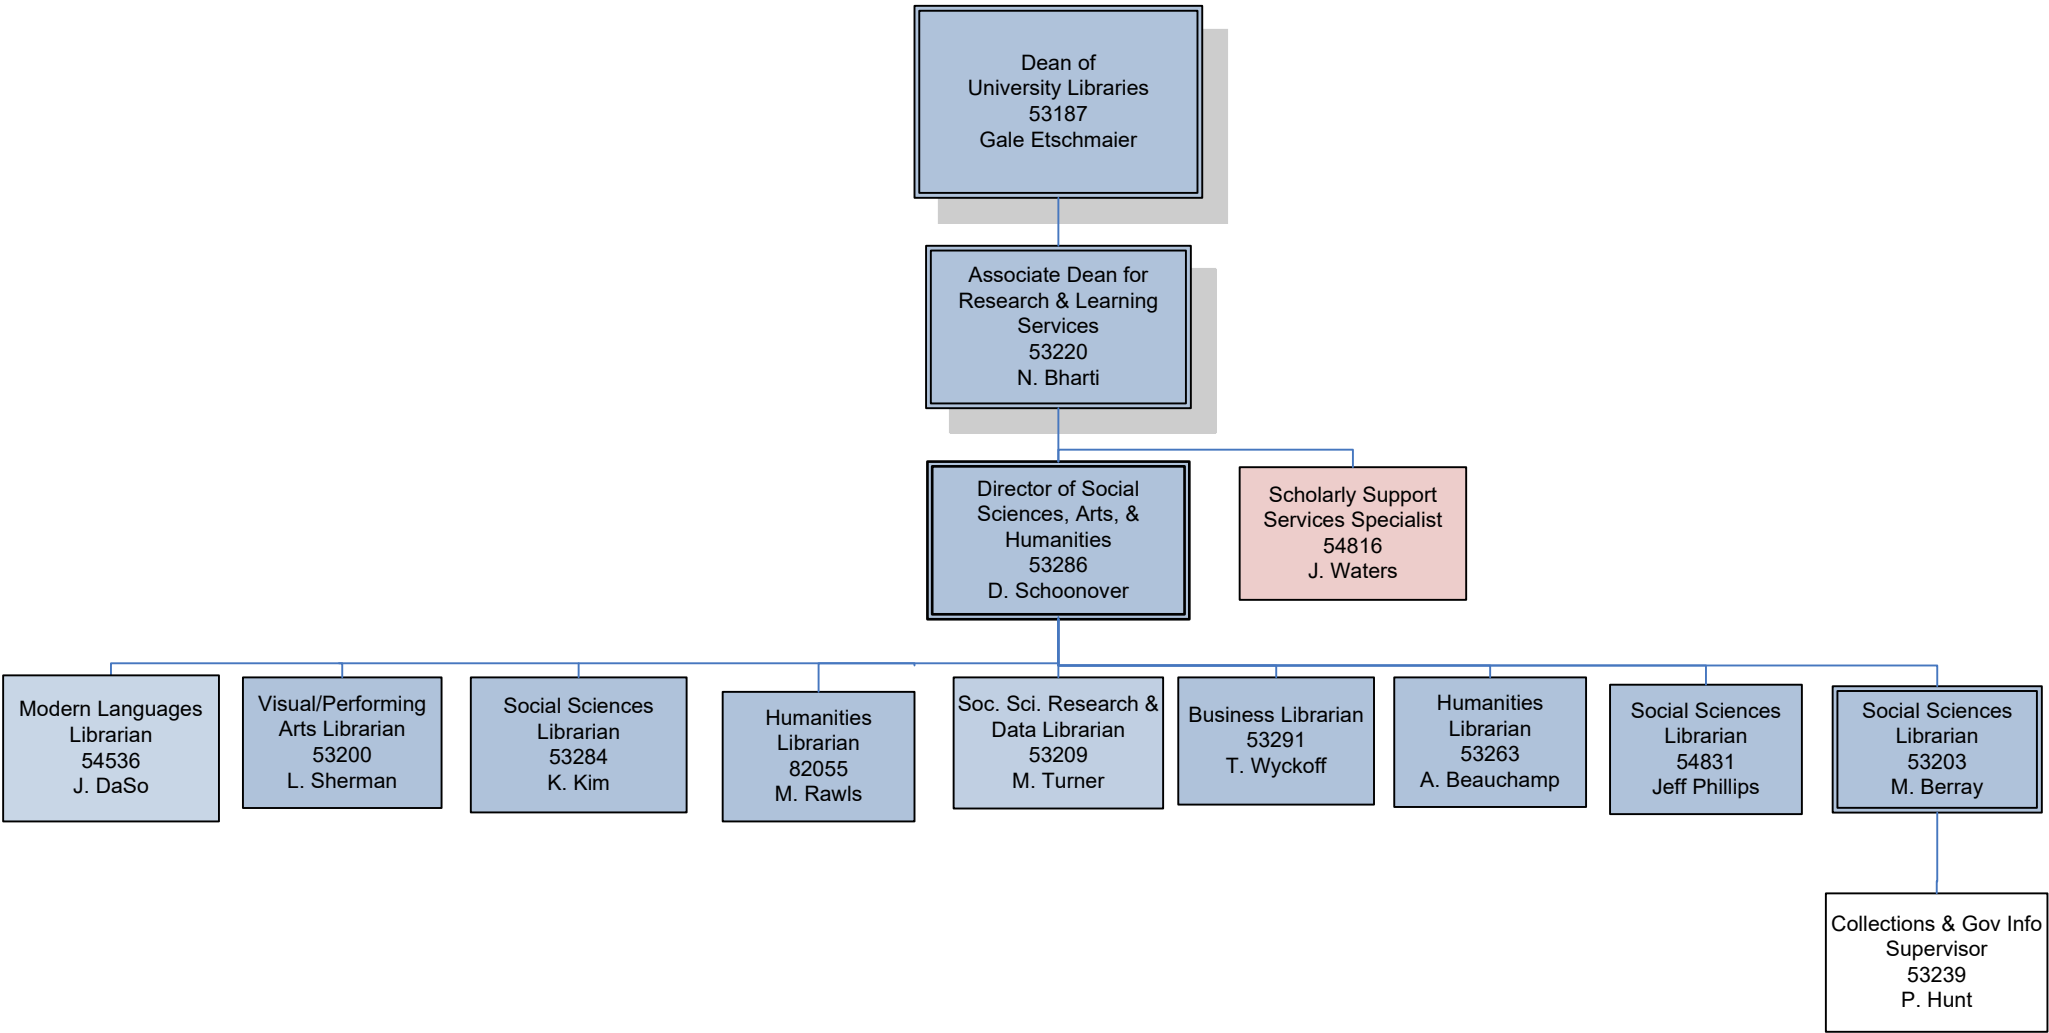 Dean of
University Libraries
53187
Gale Etschmaier
Associate Dean for
Research & Learning
Services
53220
N. Bharti
Director of Social
Sciences, Arts, &
Humanities
53286
D. Schoonover
Scholarly Support
Services Specialist
54816
J. Waters
Modern Languages
Librarian
54536
J. DaSo
Visual/Performing
Arts Librarian
53200
L. Sherman
Social Sciences
Librarian
53284
K. Kim
Humanities
Librarian
82055
M. Rawls
Soc. Sci. Research &
Data Librarian
53209
M. Turner
Business Librarian
53291
T. Wyckoff
Humanities
Librarian
53263
A. Beauchamp
Social Sciences
Librarian
54831
Jeff Phillips
Social Sciences
Librarian
53203
M. Berray
Collections & Gov Info
Supervisor
53239
P. Hunt